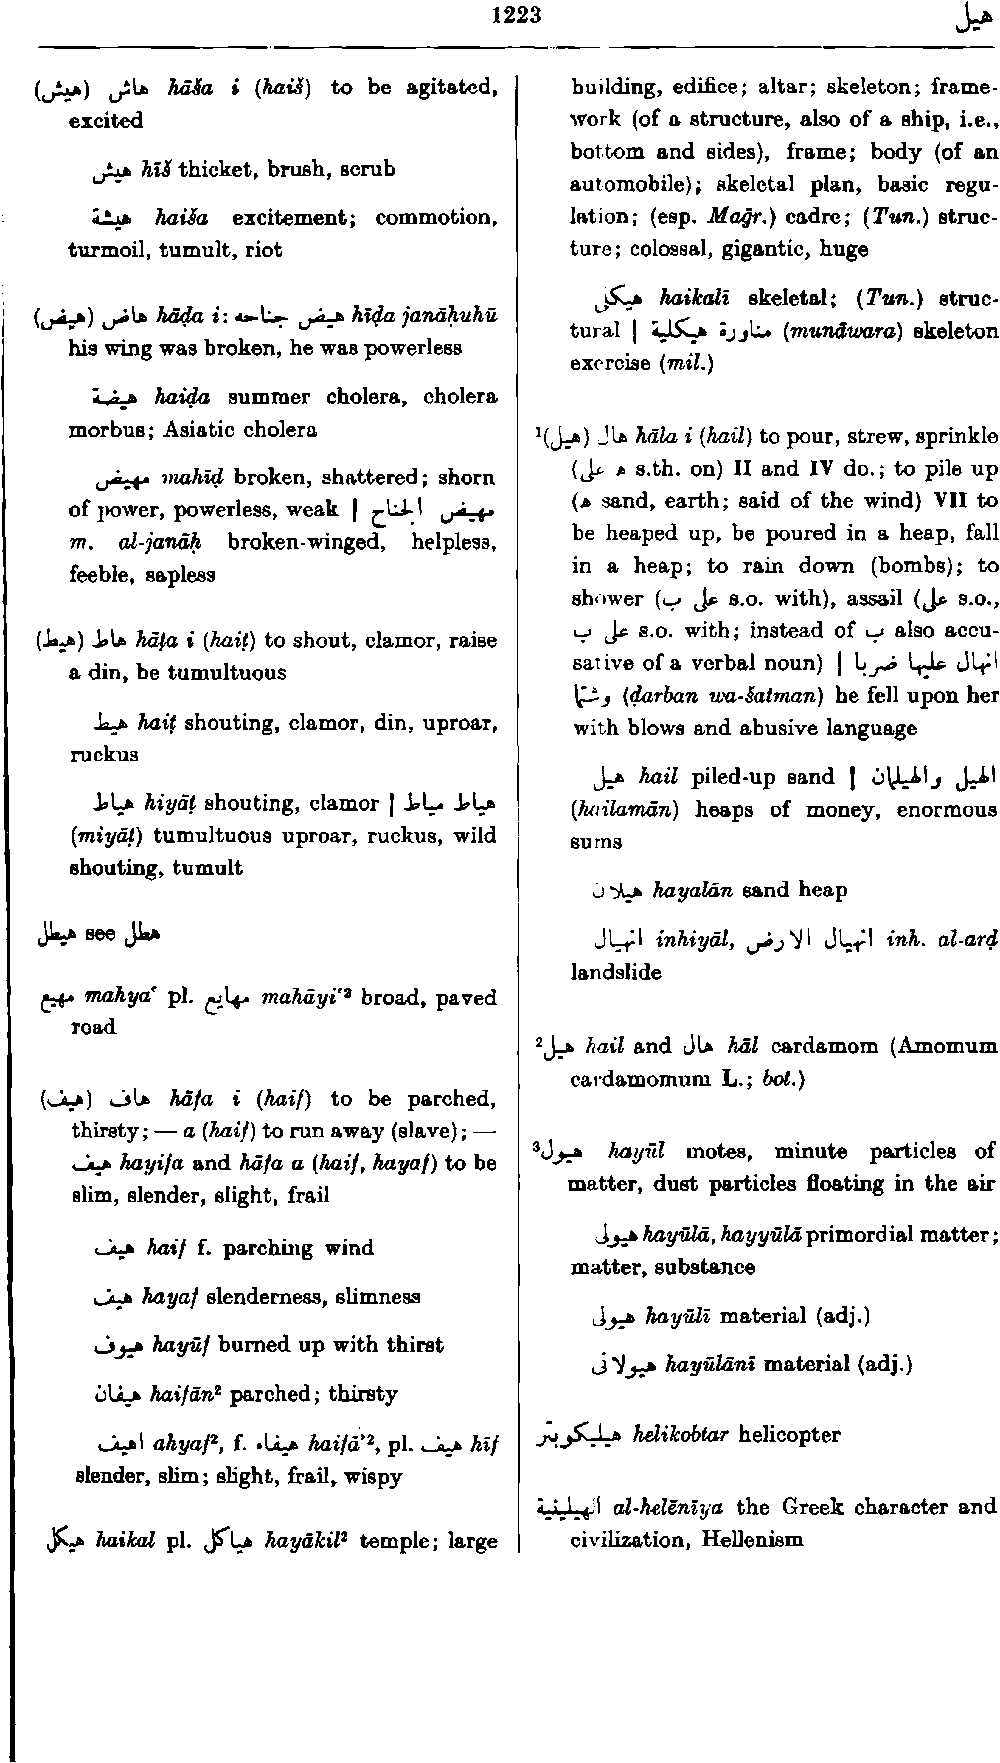 1223
هيل
(هيش) هاش hāša i (haiš) to be agitated,
excited
هيش hīš thicket, brush, scrub
هيشة haiša excitement; commotion,
turmoil, tumult, riot
(هيض) هاض hāḍa i: هيض جناحه hīḍa janāḥuhū
his wing was broken, he was powerless
هيضة haiḍa summer cholera, cholera
morbus; Asiatic cholera
مهيض mahīḍ broken, shattered; shorn
of power, powerless, weak | مهيض الجناح
m. al-janāḥ broken-winged, helpless,
feeble, sapless
(هيط) هاط hāṭa i (haiṭ) to shout, clamor, raise
a din, be tumultuous
هيط haiṭ shouting, clamor, din, uproar,
ruckus
هياط hiyāṭ shouting, clamor | هياط مياط
(miyāṭ) tumultuous uproar, ruckus, wild
shouting, tumult
هيطل see هطل
مهيع mahyaʿ pl. مهايع mahāyiʿ² broad, paved
road
(هيف) هاف hāfa i (haif) to be parched,
thirsty; — a (haif) to run away (slave); —
هيف hayifa and hāfa a (haif, hayaf) to be
slim, slender, slight, frail
هيف haif f. parching wind
هيف hayaf slenderness, slimness
هيوف hayūf burned up with thirst
هيفان haifān² parched; thirsty
اهيف ahyaf², f. هيفاء haifāʾ², pl. هيف hīf
slender, slim; slight, frail, wispy
هيكل haikal pl. هياكل hayākil² temple; large
building, edifice; altar; skeleton; frame-
work (of a structure, also of a ship, i.e.,
bottom and sides), frame; body (of an
automobile); skeletal plan, basic regu-
lation; (esp. Maḡr.) cadre; (Tun.) struc-
ture; colossal, gigantic, huge
هيكلى haikalī skeletal; (Tun.) struc-
tural | مناورة هيكلية (munāwara) skeleton
exercise (mil.)
¹(هيل) هال hāla i (hail) to pour, strew, sprinkle
(على ه s.th. on) II and IV do.; to pile up
(ه sand, earth; said of the wind) VII to
be heaped up, be poured in a heap, fall
in a heap; to rain down (bombs); to
shower (على ب s.o. with), assail (على s.o.,
على ب s.o. with; instead of ب also accu-
sative of a verbal noun) | انهال عليها ضربا
وشتما (ḍarban wa-šatman) he fell upon her
with blows and abusive language
هيل hail piled-up sand | الهيل والهيلمان
(hailamān) heaps of money, enormous
sums
هيلان hayalān sand heap
انهيال inhiyāl, انهيال الارض inh. al-arḍ
landslide
²هيل hail and هال hāl cardamom (Amomum
cardamomum L.; bot.)
³هيول hayūl motes, minute particles of
matter, dust particles floating in the air
هيولى hayūlā, hayyūlā primordial matter;
matter, substance
هيولى hayūlī material (adj.)
هيولانى hayūlānī material (adj.)
هيليكوبتر helikobtar helicopter
الهيلينية al-helēnīya the Greek character and
civilization, Hellenism